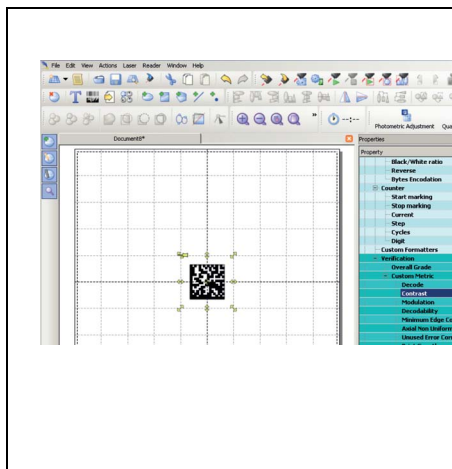 File Edit View Actions Laser Reader Window Help
Photometric Adjustment
Document8*
Properties
Property
Black/White ratio
Reverse
Bytes Encodation
Counter
Start marking
Stop marking
Current
Step
Cycles
Digit
Custom Formatters
Verification
Overall Grade
Custom Metric
Decode
Contrast
Modulation
Decodability
Minimum Edge Co
Axial Non Uniform
Unused Error Corr